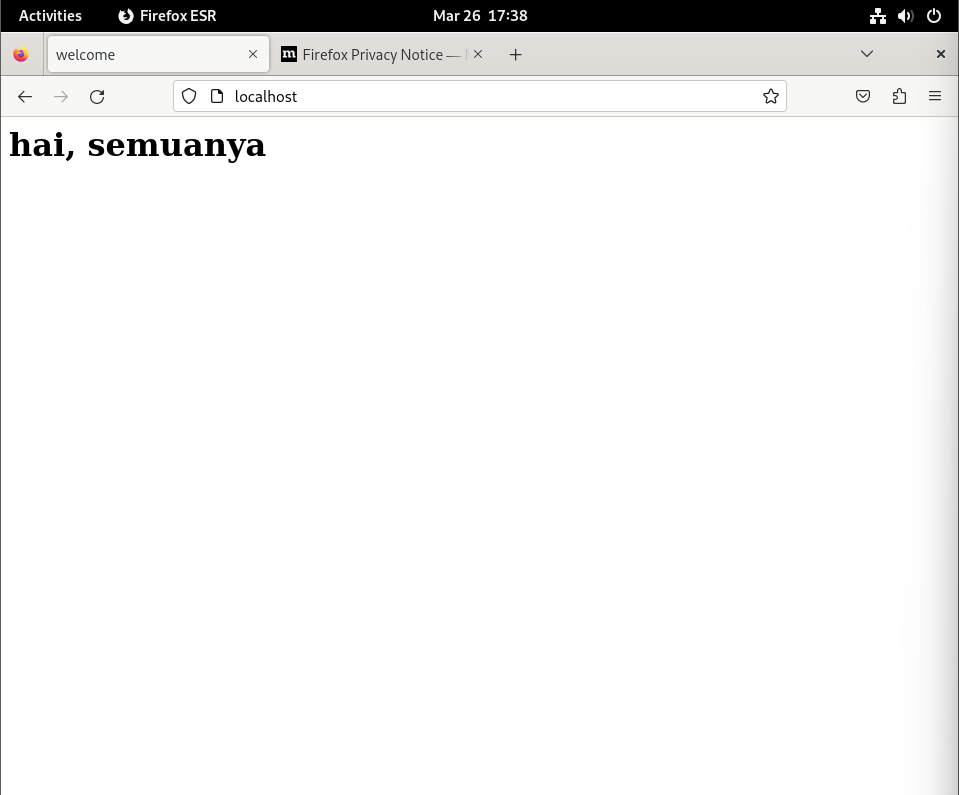 Activities Firefox ESR Mar 26 17:38
welcome Firefox Privacy Notice —
localhost
hai, semuanya